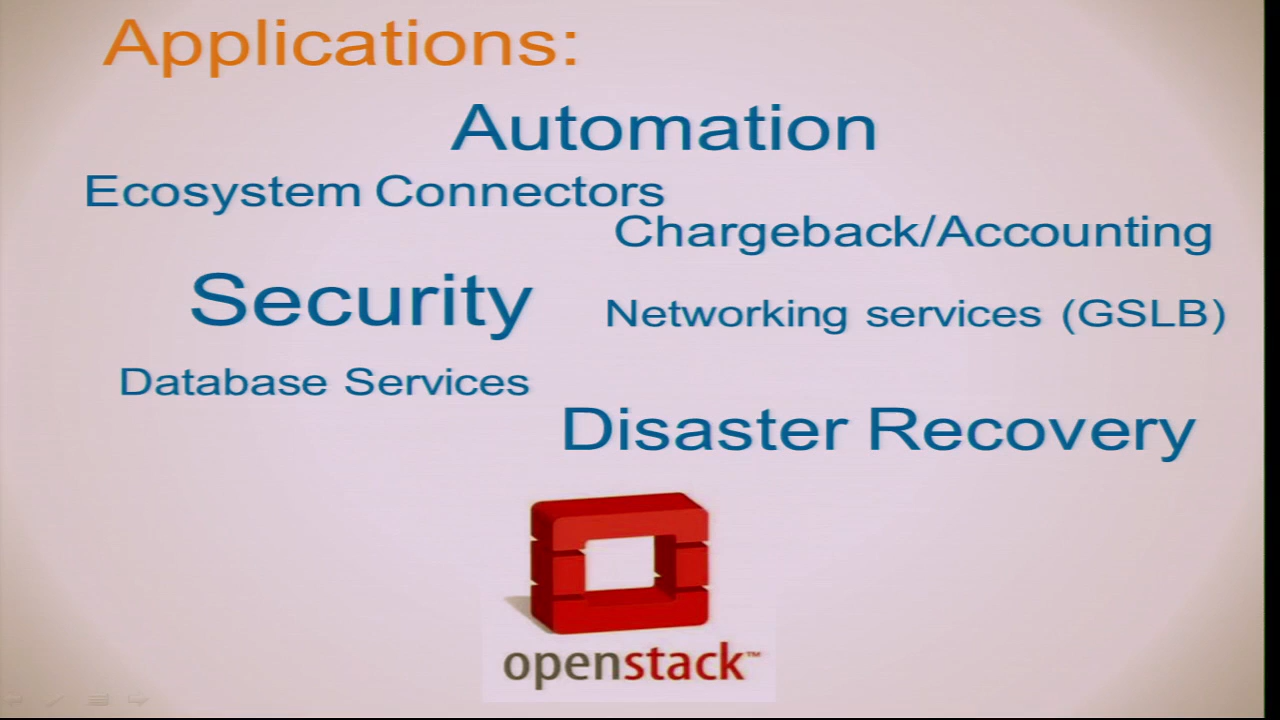 Applications:
Automation
Ecosystem Connectors
Chargeback/Accounting
Security
Networking services (GSLB)
Database Services
Disaster Recovery
openstack™